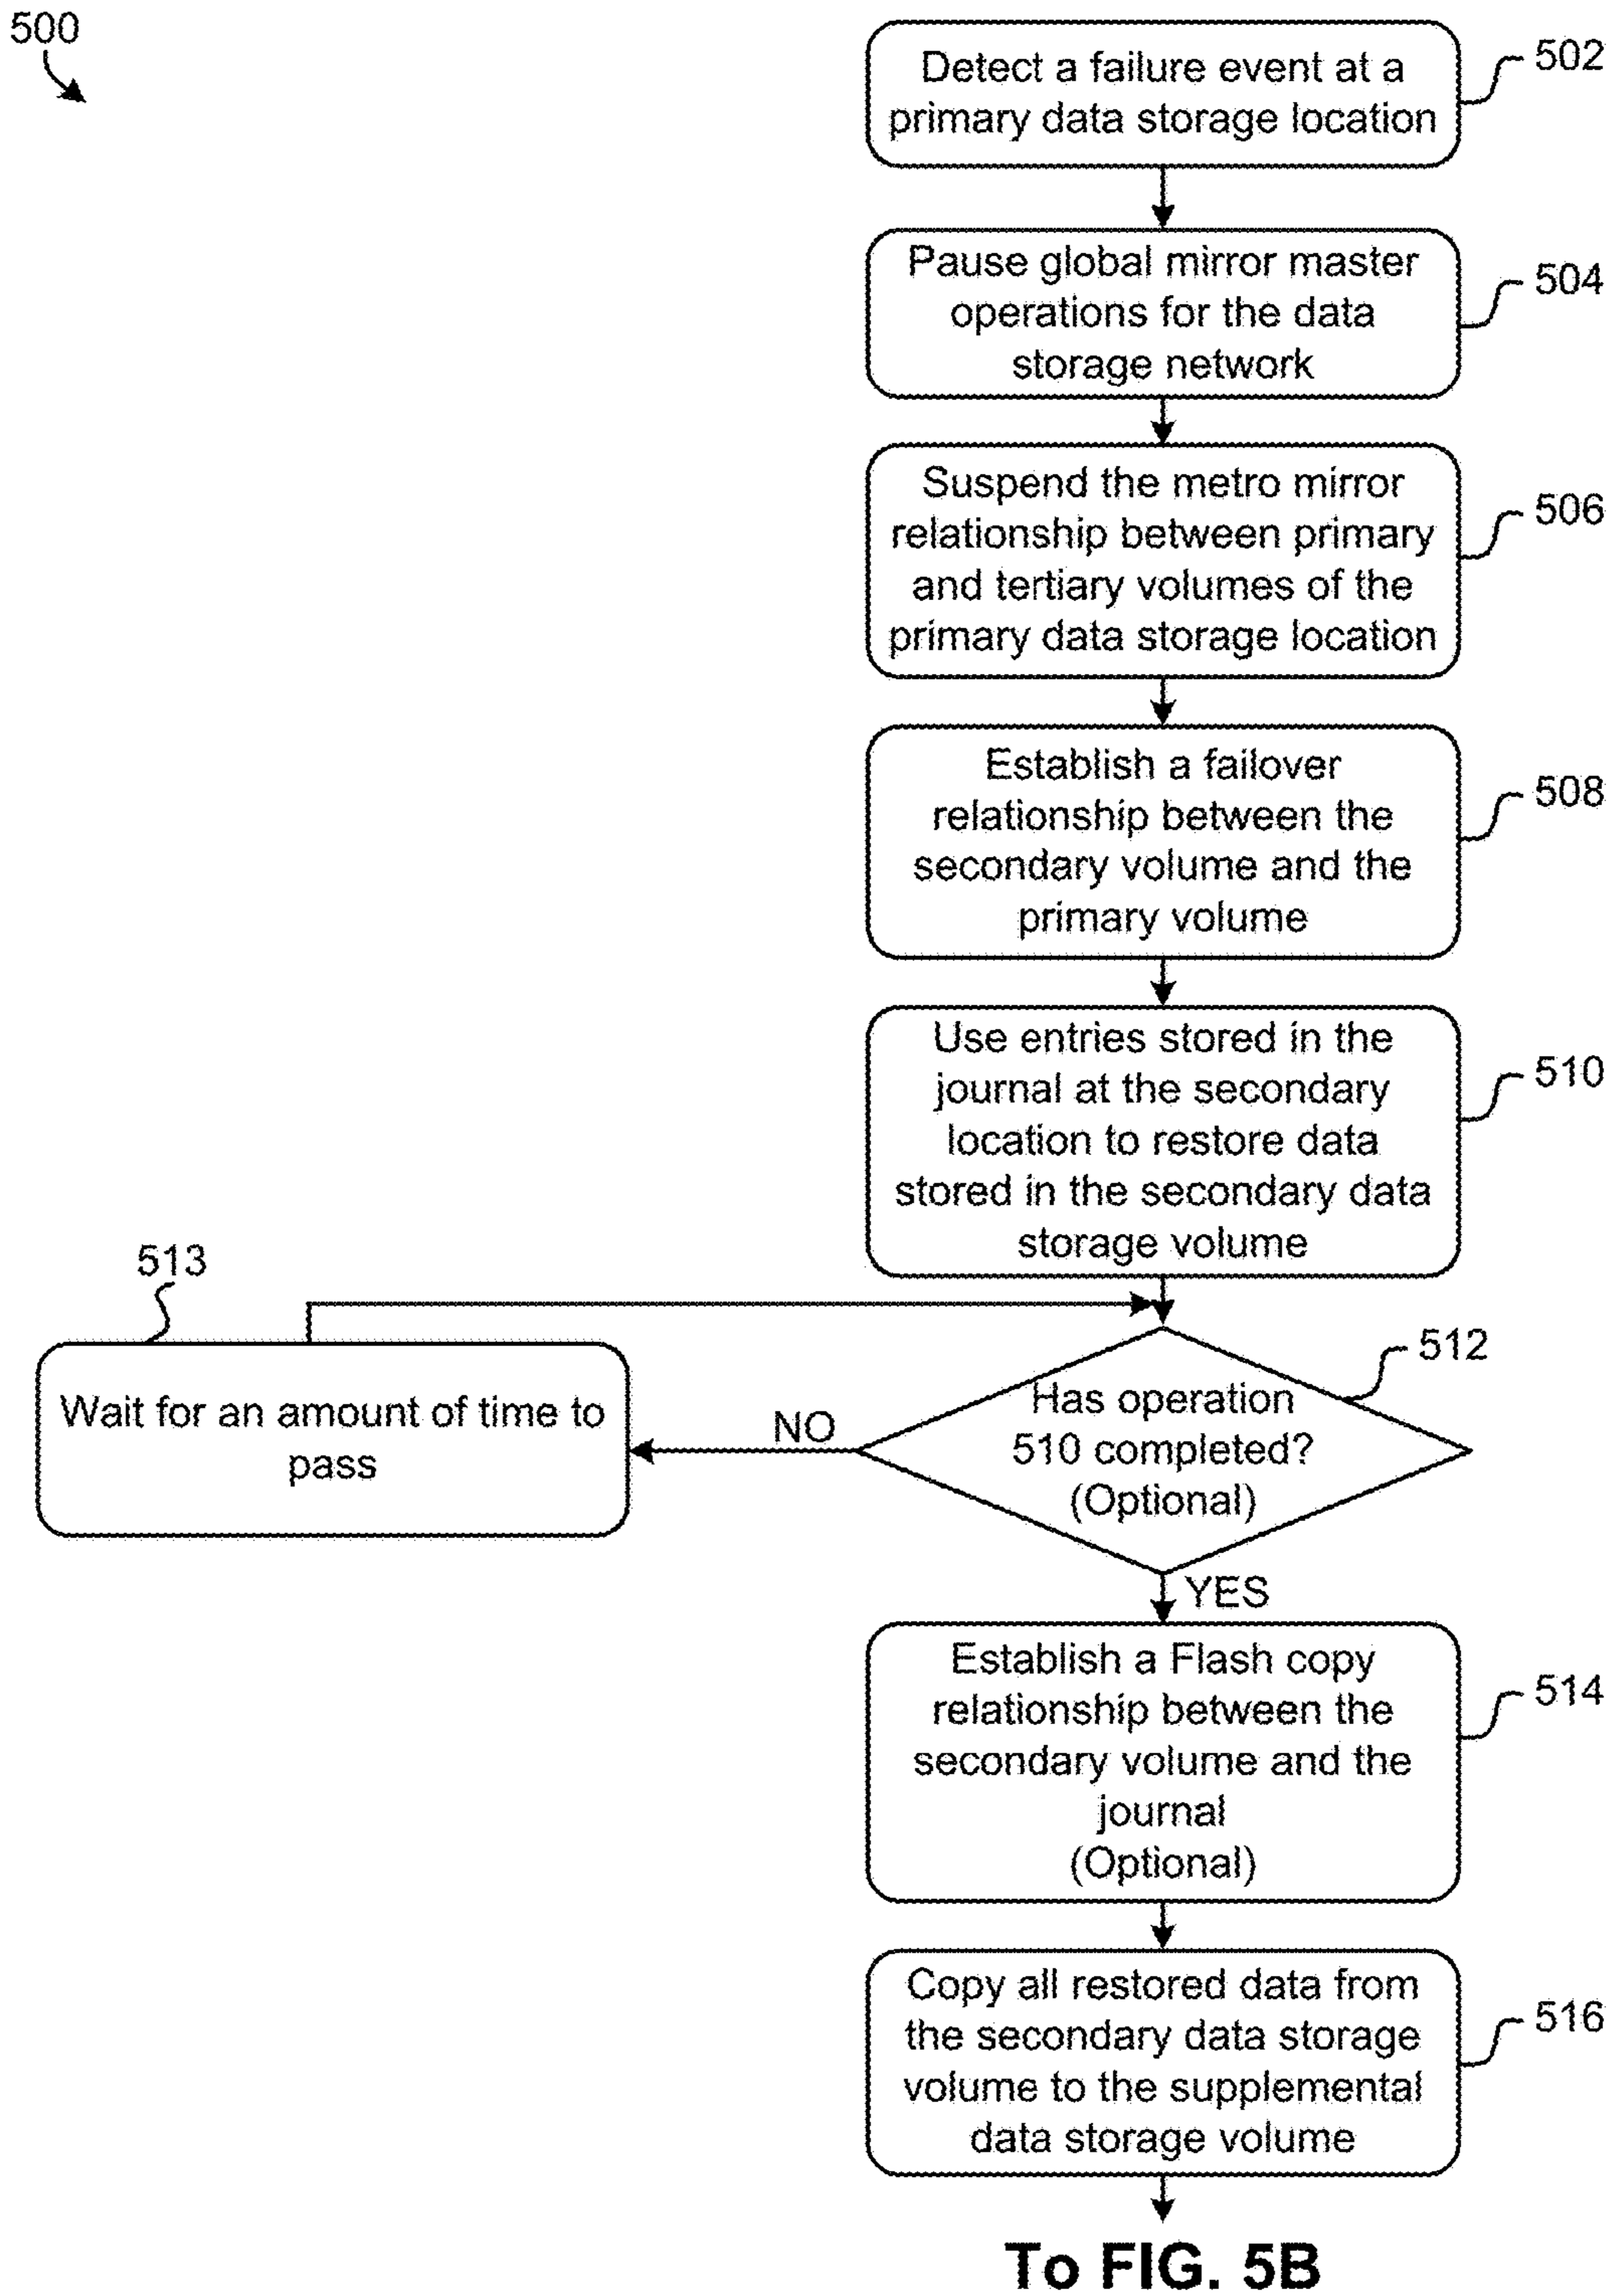 500
Detect a failure event at a
primary data storage location
502
Pause global mirror master
operations for the data
storage network
504
Suspend the metro mirror
relationship between primary
and tertiary volumes of the
primary data storage location
506
Establish a failover
relationship between the
secondary volume and the
primary volume
508
Use entries stored in the
journal at the secondary
location to restore data
stored in the secondary data
storage volume
510
513
Wait for an amount of time to
pass
NO
Has operation
510 completed?
(Optional)
512
YES
Establish a Flash copy
relationship between the
secondary volume and the
journal
(Optional)
514
Copy all restored data from
the secondary data storage
volume to the supplemental
data storage volume
516
To FIG. 5B